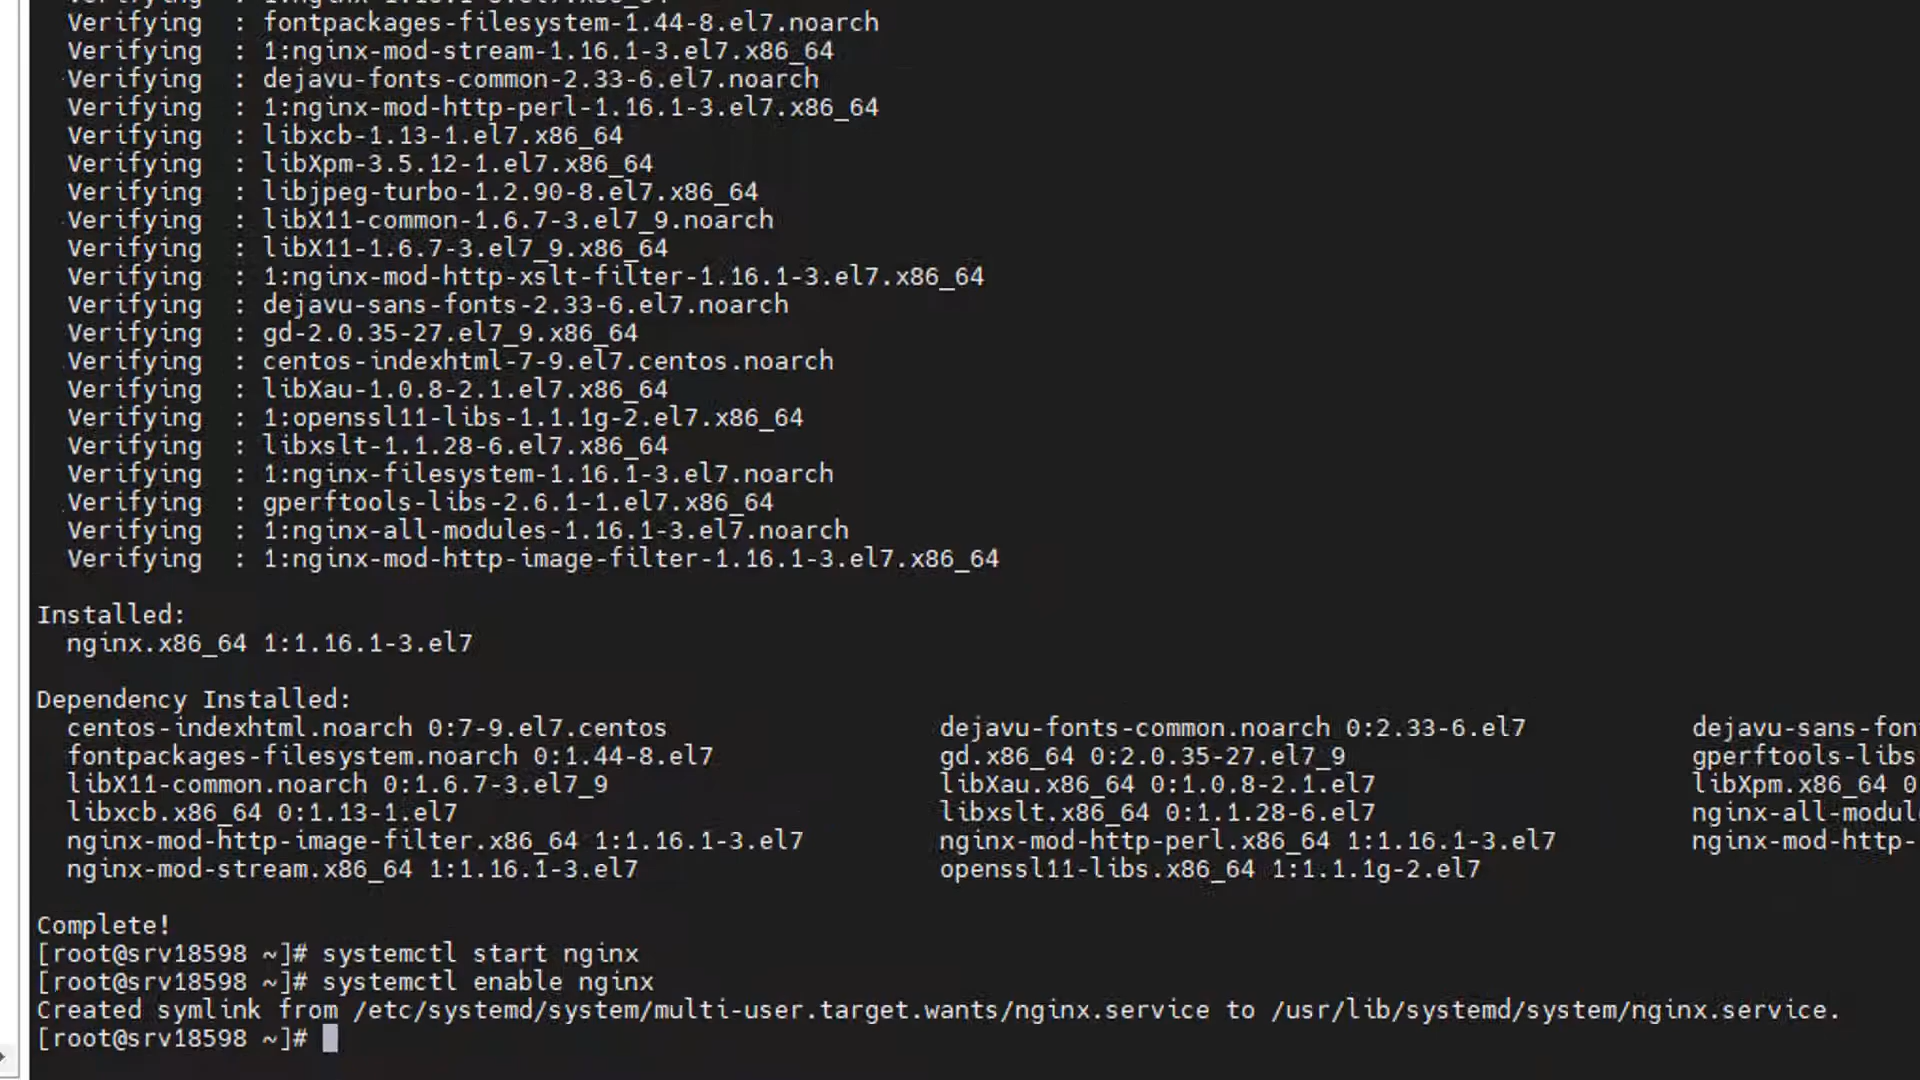 Verifying : fontpackages-filesystem-1.44-8.el7.noarch
Verifying : 1:nginx-mod-stream-1.16.1-3.el7.x86_64
Verifying : dejavu-fonts-common-2.33-6.el7.noarch
Verifying : 1:nginx-mod-http-perl-1.16.1-3.el7.x86_64
Verifying : libxcb-1.13-1.el7.x86_64
Verifying : libXpm-3.5.12-1.el7.x86_64
Verifying : libjpeg-turbo-1.2.90-8.el7.x86_64
Verifying : libX11-common-1.6.7-3.el7_9.noarch
Verifying : libX11-1.6.7-3.el7_9.x86_64
Verifying : 1:nginx-mod-http-xslt-filter-1.16.1-3.el7.x86_64
Verifying : dejavu-sans-fonts-2.33-6.el7.noarch
Verifying : gd-2.0.35-27.el7_9.x86_64
Verifying : centos-indexhtml-7-9.el7.centos.noarch
Verifying : libXau-1.0.8-2.1.el7.x86_64
Verifying : 1:openssl11-libs-1.1.1g-2.el7.x86_64
Verifying : libxslt-1.1.28-6.el7.x86_64
Verifying : 1:nginx-filesystem-1.16.1-3.el7.noarch
Verifying : gperftools-libs-2.6.1-1.el7.x86_64
Verifying : 1:nginx-all-modules-1.16.1-3.el7.noarch
Verifying : 1:nginx-mod-http-image-filter-1.16.1-3.el7.x86_64
Installed:
nginx.x86_64 1:1.16.1-3.el7
Dependency Installed:
centos-indexhtml.noarch 0:7-9.el7.centos dejavu-fonts-common.noarch 0:2.33-6.el7 dejavu-sans-fon
fontpackages-filesystem.noarch 0:1.44-8.el7 gd.x86_64 0:2.0.35-27.el7_9 gperftools-libs
libX11-common.noarch 0:1.6.7-3.el7_9 libXau.x86_64 0:1.0.8-2.1.el7 libXpm.x86_64 0
libxcb.x86_64 0:1.13-1.el7 libxslt.x86_64 0:1.1.28-6.el7 nginx-all-modul
nginx-mod-http-image-filter.x86_64 1:1.16.1-3.el7 nginx-mod-http-perl.x86_64 1:1.16.1-3.el7 nginx-mod-http-
nginx-mod-stream.x86_64 1:1.16.1-3.el7 openssl11-libs.x86_64 1:1.1.1g-2.el7
Complete!
[root@srv18598 ~]# systemctl start nginx
[root@srv18598 ~]# systemctl enable nginx
Created symlink from /etc/systemd/system/multi-user.target.wants/nginx.service to /usr/lib/systemd/system/nginx.service.
[root@srv18598 ~]#